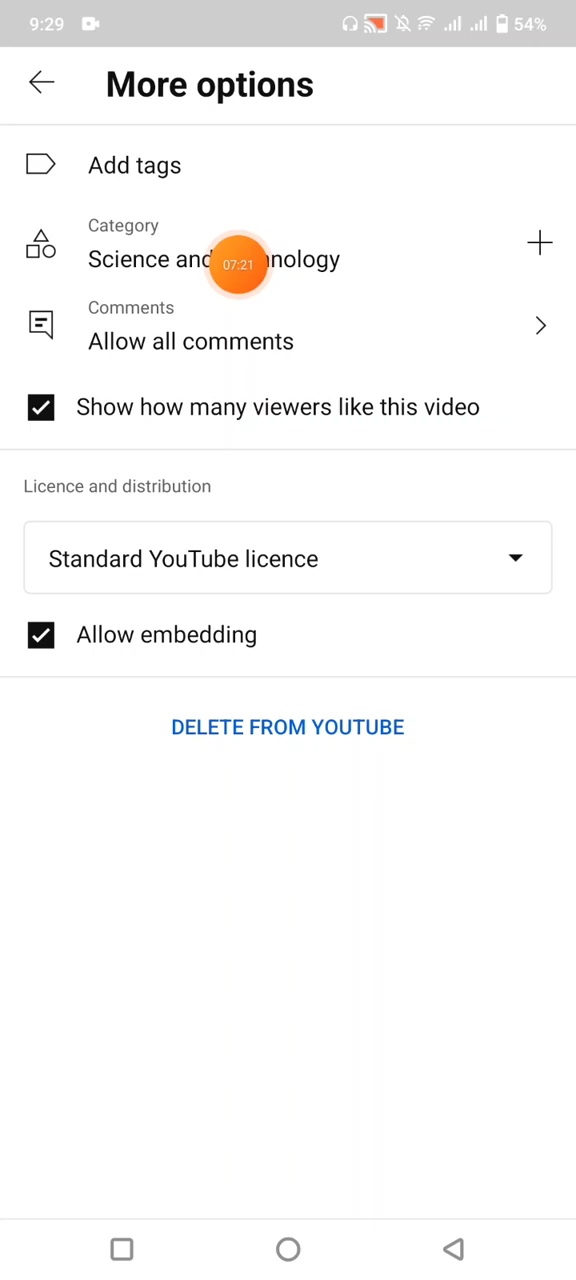 9:29
54%
More options
Add tags
Category
Science and nology
07:21
Comments
Allow all comments
Show how many viewers like this video
Licence and distribution
Standard YouTube licence
Allow embedding
DELETE FROM YOUTUBE